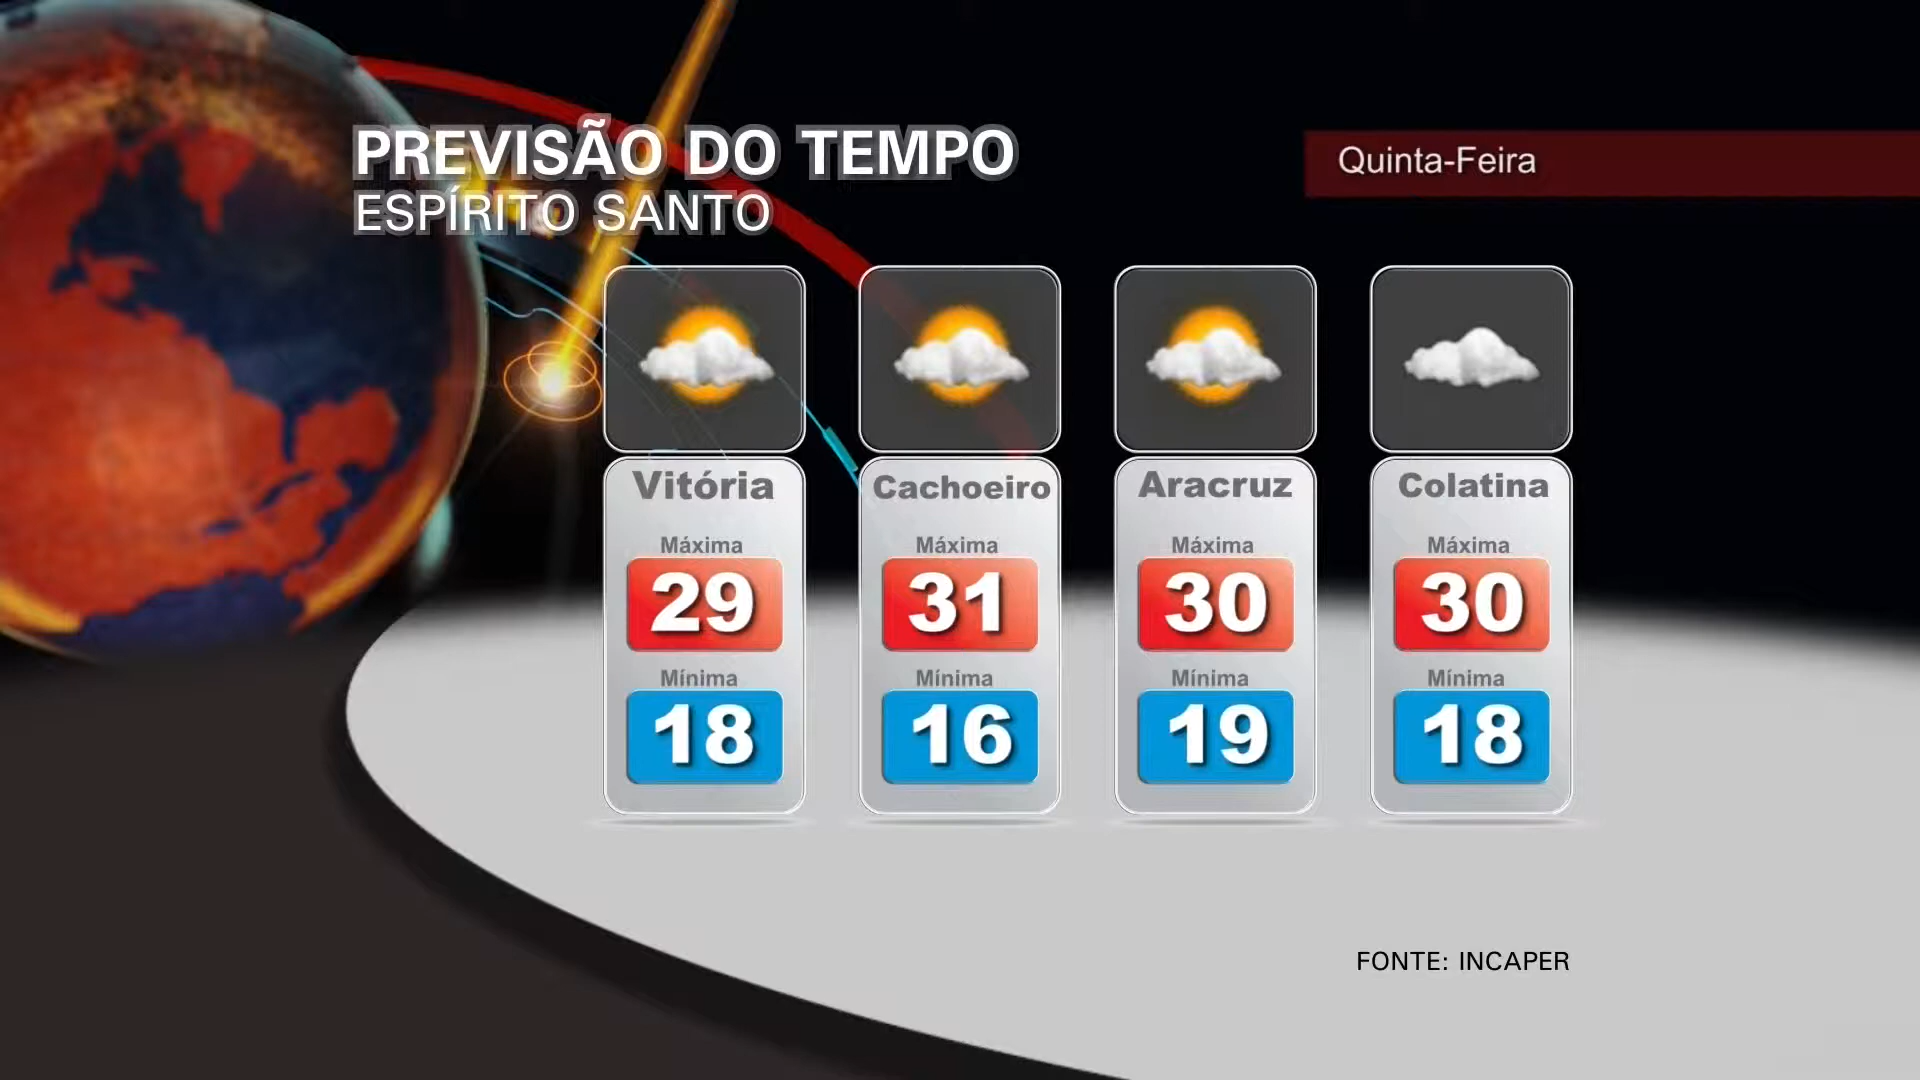 PREVISÃO DO TEMPO
ESPÍRITO SANTO
Quinta-Feira
Vitória
Máxima
29
Mínima
18
Cachoeiro
Máxima
31
Mínima
16
Aracruz
Máxima
30
Mínima
19
Colatina
Máxima
30
Mínima
18
FONTE: INCAPER